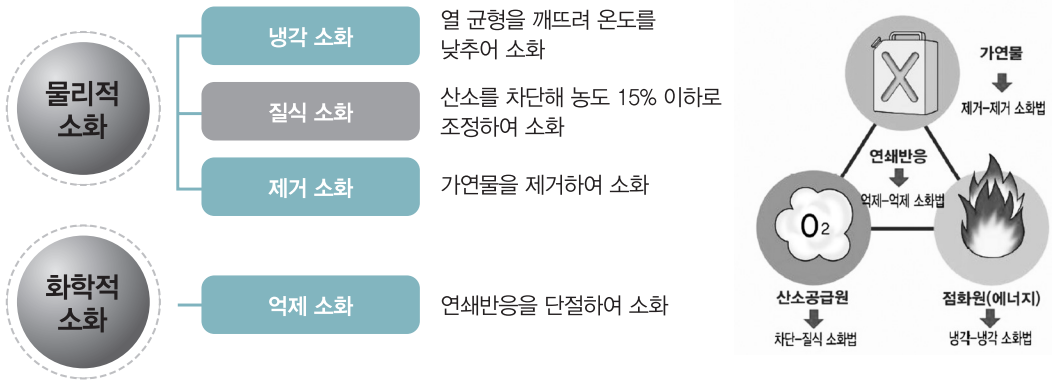 물리적
소화
냉각 소화
열 균형을 깨뜨려 온도를
낮추어 소화
질식 소화
산소를 차단해 농도 15% 이하로
조정하여 소화
제거 소화
가연물을 제거하여 소화
화학적
소화
억제 소화
연쇄반응을 단절하여 소화
가연물
제거-제거 소화법
연쇄반응
억제-억제 소화법
O2
산소공급원
차단-질식 소화법
점화원(에너지)
냉각-냉각 소화법